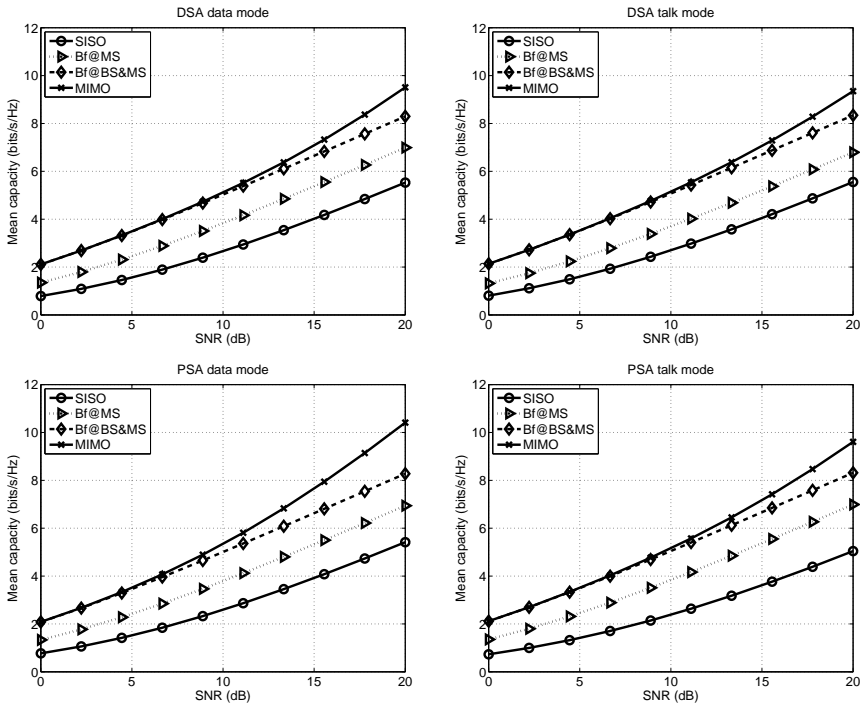 DSA data mode
12
10
8
6
4
2
0
0
5
10
15
20
Mean capacity (bits/s/Hz)
SNR (dB)
SISO
Bf@MS
Bf@BS&MS
MIMO
DSA talk mode
12
10
8
6
4
2
0
0
5
10
15
20
Mean capacity (bits/s/Hz)
SNR (dB)
SISO
Bf@MS
Bf@BS&MS
MIMO
PSA data mode
12
10
8
6
4
2
0
0
5
10
15
20
Mean capacity (bits/s/Hz)
SNR (dB)
SISO
Bf@MS
Bf@BS&MS
MIMO
PSA talk mode
12
10
8
6
4
2
0
0
5
10
15
20
Mean capacity (bits/s/Hz)
SNR (dB)
SISO
Bf@MS
Bf@BS&MS
MIMO